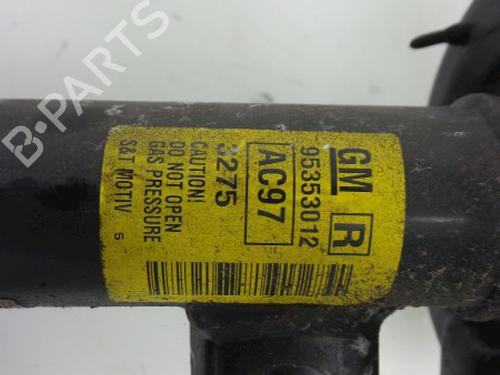 GM R
95353012
AC97
3275
CAUTION!
DO NOT OPEN
GAS PRESSURE
S&T MOTIV 5
B-PARTS